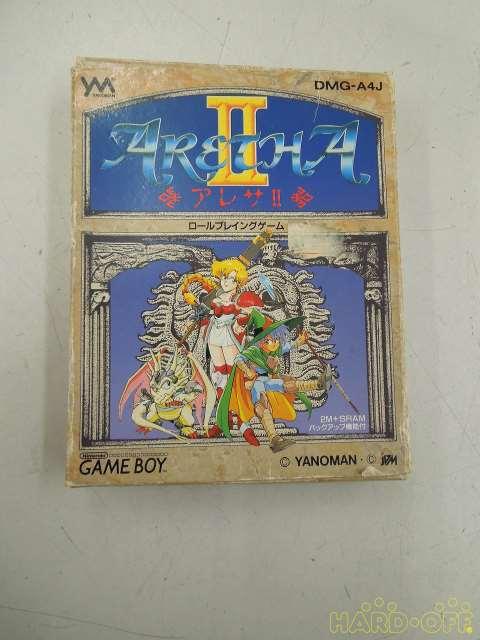 YM
YANOMAN
DMG-A4J
II
ARETHA
アレサII
ロールプレイングゲーム
2M+SRAM
バックアップ機能付
Nintendo
GAME BOY
© YANOMAN・© JAM
HARD・OFF